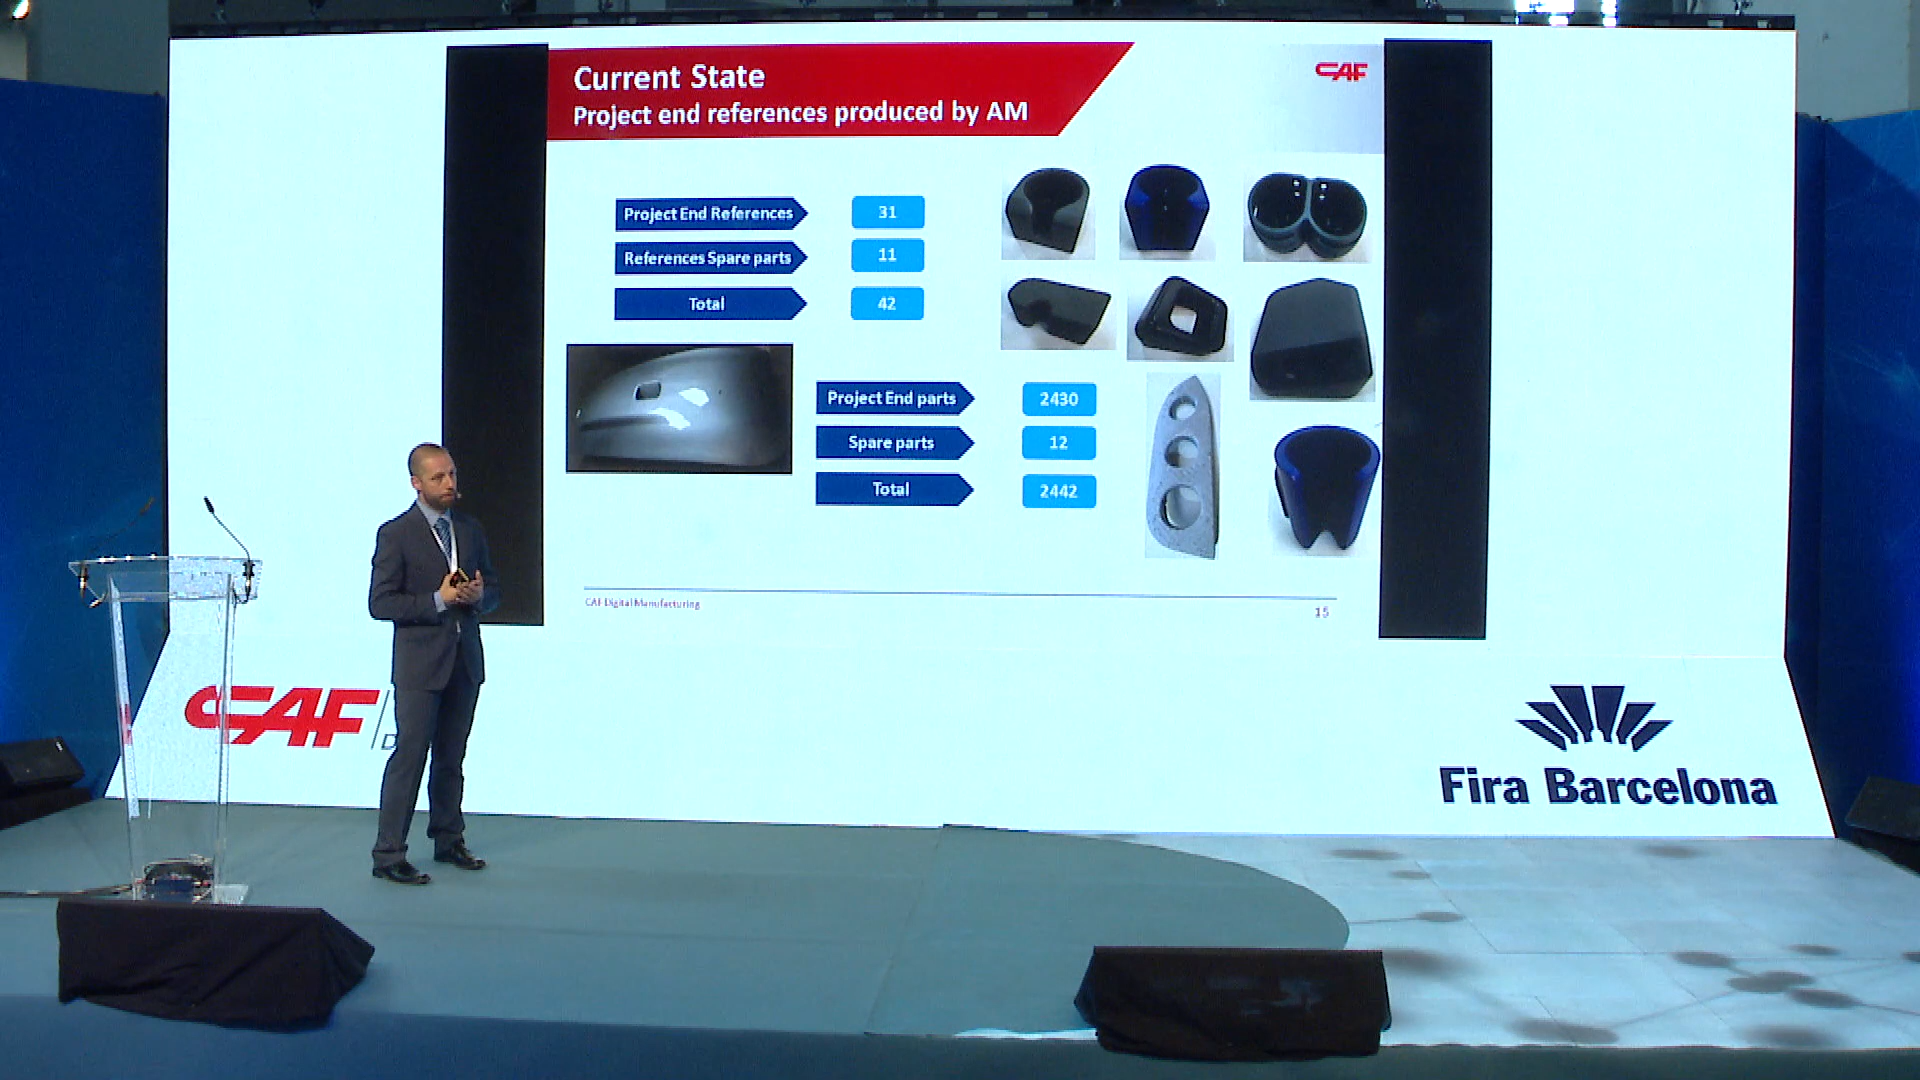 Current State
Project end references produced by AM
CAF
Project End References 31
References Spare parts 11
Total 42
Project End parts 2430
Spare parts 12
Total 2442
CAF Digital Manufacturing
15
CAF
D
Fira Barcelona